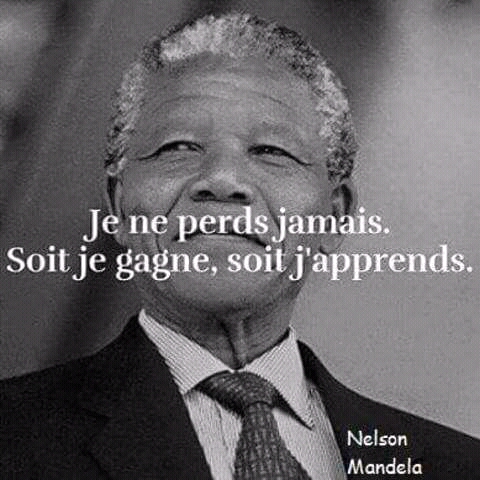 Je ne perds jamais.
Soit je gagne, soit j'apprends.
Nelson
Mandela